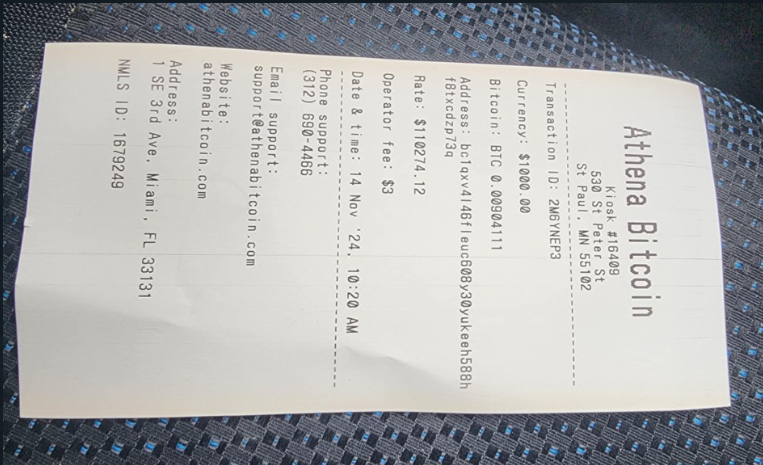 Athena Bitcoin
Kiosk #16409
530 St Peter St
St Paul, MN 55102
Transaction ID: 2M6YNEP3
Currency: $1000.00
Bitcoin: BTC 0.00904111
Address: bc1qxv4l46fleuc608y30yukeeh588h
f8txcdzp73q
Rate: $110274.12
Operator fee: $3
Date & time: 14 Nov '24, 10:20 AM
Phone support:
(312) 690-4466
Email support:
support@athenabitcoin.com
Website:
athenabitcoin.com
Address:
1 SE 3rd Ave, Miami, FL 33131
NMLS ID: 1679249